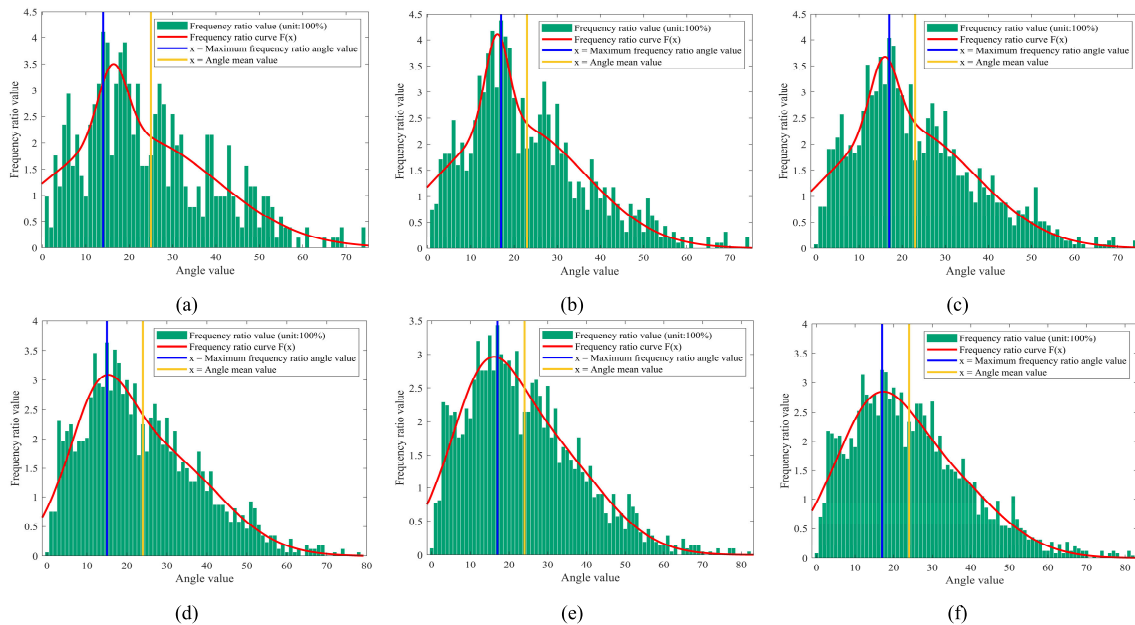 4.5
4
3.5
3
2.5
2
1.5
1
0.5
0
Frequency ratio value
Frequency ratio value (unit:100%)
Frequency ratio curve F(x)
x = Maximum frequency ratio angle value
x = Angle mean value
0 10 20 30 40 50 60 70
Angle value
(a)
4.5
4
3.5
3
2.5
2
1.5
1
0.5
0
Frequency ratio value
Frequency ratio value (unit:100%)
Frequency ratio curve F(x)
x = Maximum frequency ratio angle value
x = Angle mean value
0 10 20 30 40 50 60 70
Angle value
(b)
4.5
4
3.5
3
2.5
2
1.5
1
0.5
0
Frequency ratio value
Frequency ratio value (unit:100%)
Frequency ratio curve F(x)
x = Maximum frequency ratio angle value
x = Angle mean value
0 10 20 30 40 50 60 70
Angle value
(c)
4
3.5
3
2.5
2
1.5
1
0.5
0
Frequency ratio value
Frequency ratio value (unit:100%)
Frequency ratio curve F(x)
x = Maximum frequency ratio angle value
x = Angle mean value
0 10 20 30 40 50 60 70 80
Angle value
(d)
3.5
3
2.5
2
1.5
1
0.5
0
Frequency ratio value
Frequency ratio value (unit:100%)
Frequency ratio curve F(x)
x = Maximum frequency ratio angle value
x = Angle mean value
0 10 20 30 40 50 60 70 80
Angle value
(e)
4
3.5
3
2.5
2
1.5
1
0.5
0
Frequency ratio value
Frequency ratio value (unit:100%)
Frequency ratio curve F(x)
x = Maximum frequency ratio angle value
x = Angle mean value
0 10 20 30 40 50 60 70 80
Angle value
(f)